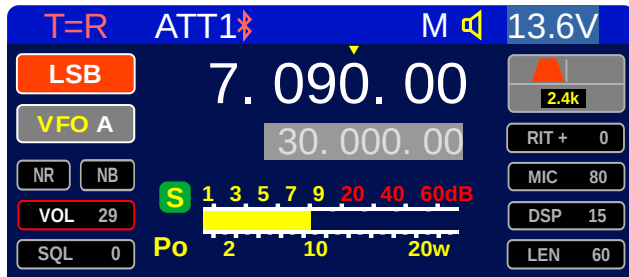 T=R ATT1 M 13.6V
LSB 7. 090. 00 2.4k
VFO A 30. 000. 00 RIT + 0
NR NB MIC 80
S 1 3 5 7 9 20 40 60dB
VOL 29 DSP 15
Po 2 10 20w
SQL 0 LEN 60